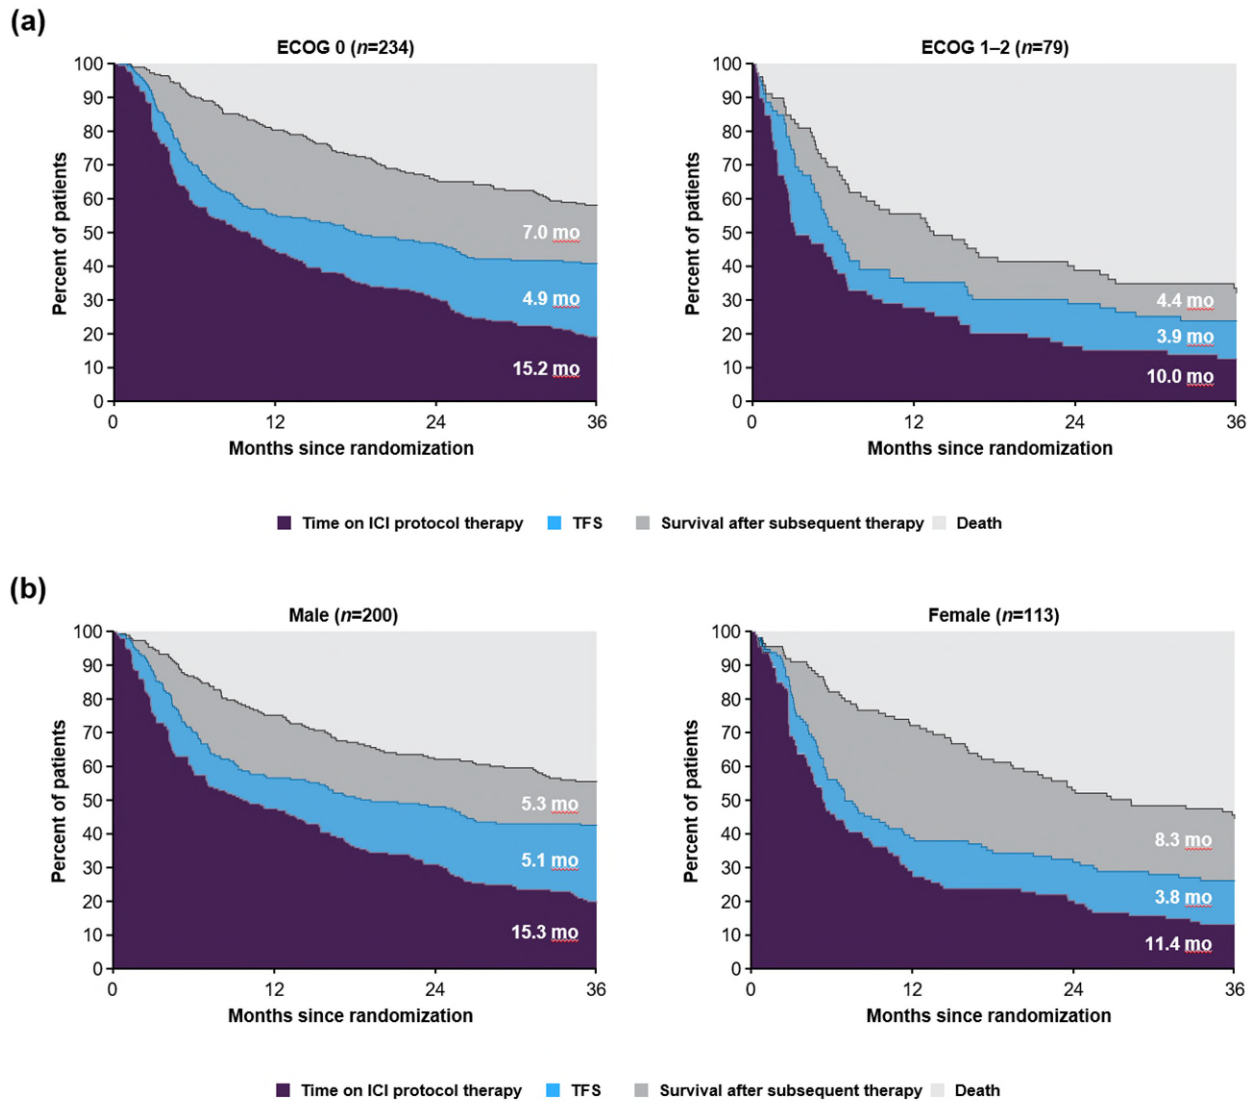 (a)
ECOG 0 (n=234)
ECOG 1–2 (n=79)
Percent of patients
100
90
80
70
60
50
40
30
20
10
0
7.0 mo
4.9 mo
15.2 mo
0 12 24 36
Months since randomization
Percent of patients
100
90
80
70
60
50
40
30
20
10
0
4.4 mo
3.9 mo
10.0 mo
0 12 24 36
Months since randomization
Time on ICI protocol therapy TFS Survival after subsequent therapy Death
(b)
Male (n=200)
Female (n=113)
Percent of patients
100
90
80
70
60
50
40
30
20
10
0
5.3 mo
5.1 mo
15.3 mo
0 12 24 36
Months since randomization
Percent of patients
100
90
80
70
60
50
40
30
20
10
0
8.3 mo
3.8 mo
11.4 mo
0 12 24 36
Months since randomization
Time on ICI protocol therapy TFS Survival after subsequent therapy Death